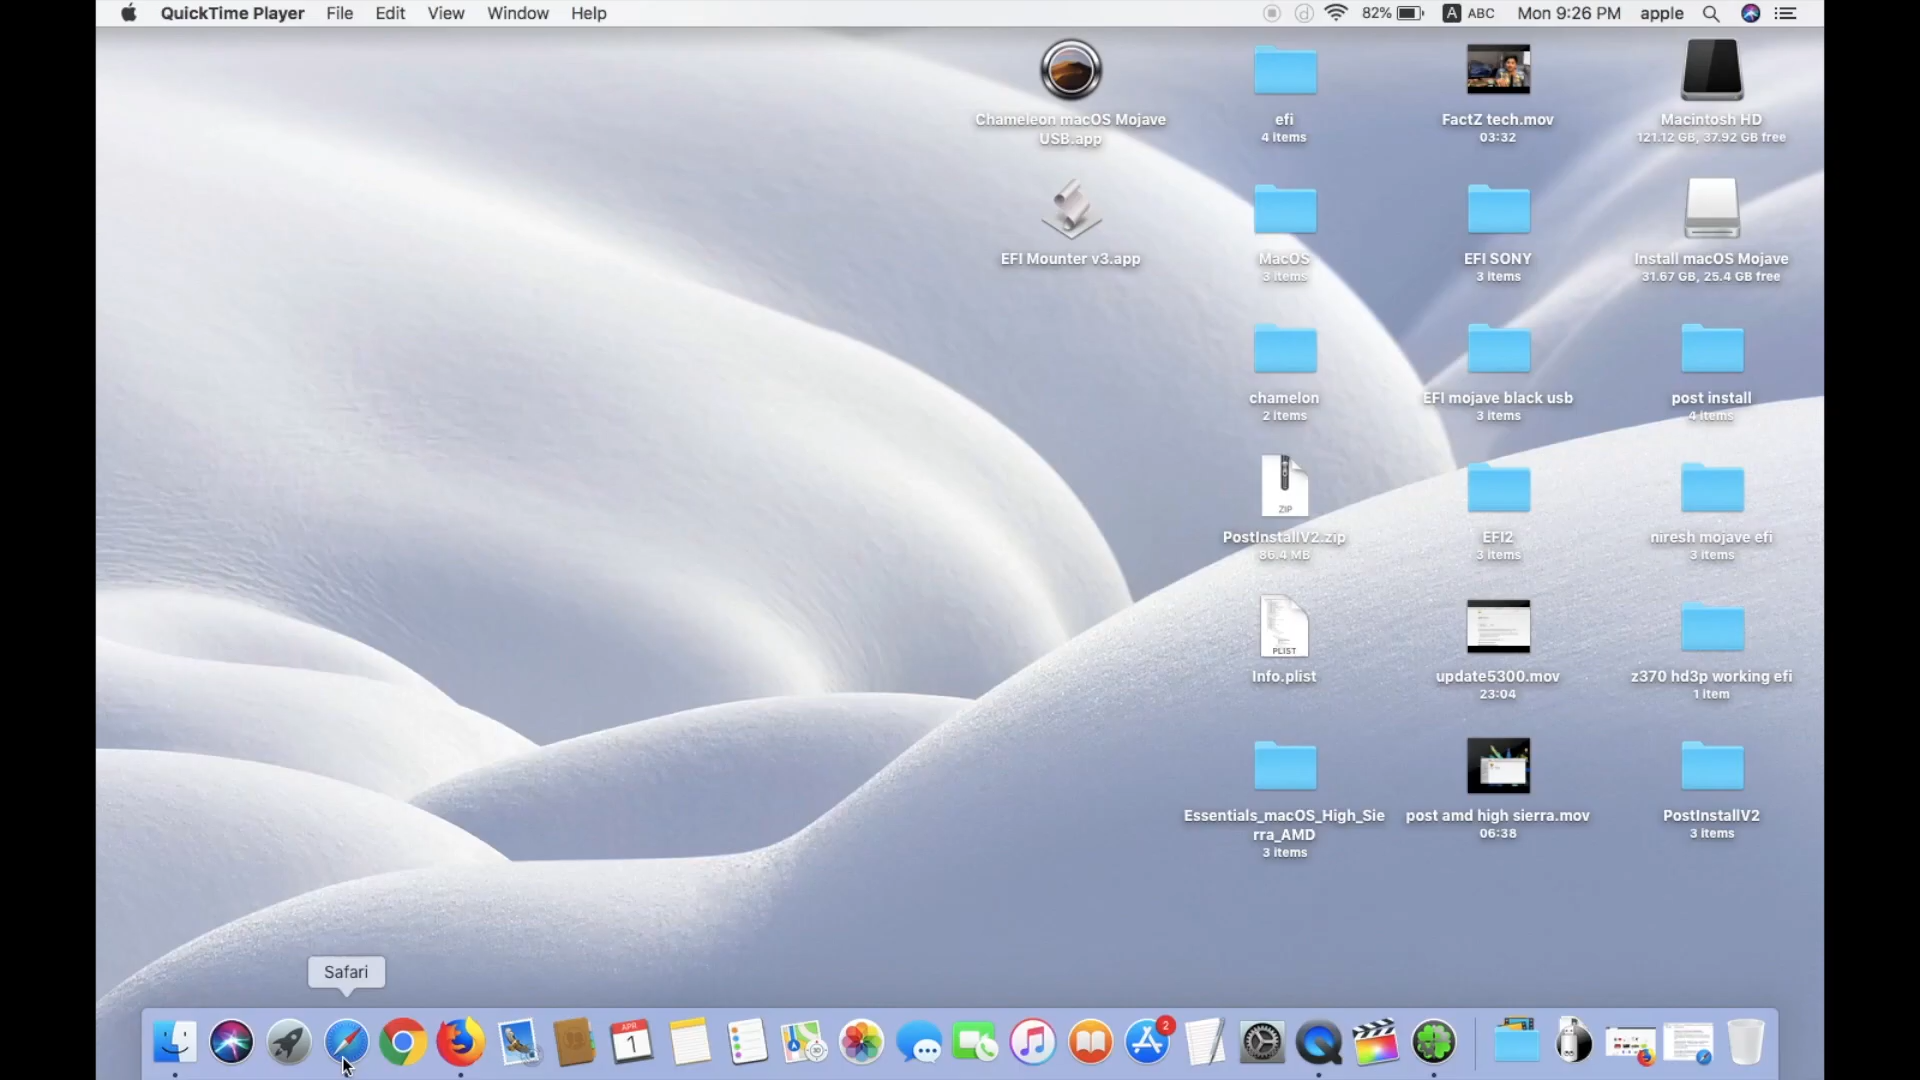 QuickTime Player File Edit View Window Help
82% A ABC Mon 9:26 PM apple
Chameleon macOS Mojave
USB.app
efi
4 items
FactZ tech.mov
03:32
Macintosh HD
121.12 GB, 37.92 GB free
EFI Mounter v3.app
MacOS
3 items
EFI SONY
3 items
Install macOS Mojave
31.67 GB, 25.4 GB free
chamelon
2 items
EFI mojave black usb
3 items
post install
4 items
ZIP
PostInstallV2.zip
86.4 MB
EFI2
3 items
niresh mojave efi
3 items
PLIST
Info.plist
update5300.mov
23:04
z370 hd3p working efi
1 item
Essentials_macOS_High_Sie
rra_AMD
3 items
post amd high sierra.mov
06:38
PostInstallV2
3 items
Safari
APR
1
3D
2